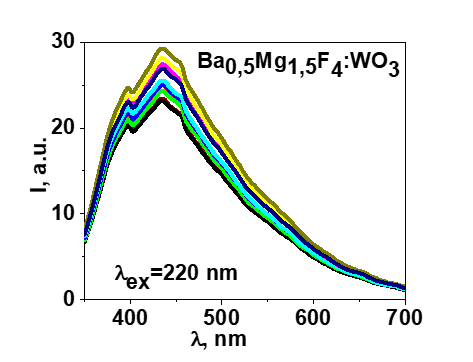 30
Ba0,5Mg1,5F4:WO3
20
I, a.u.
10
λex=220 nm
0
400 500 600 700
λ, nm